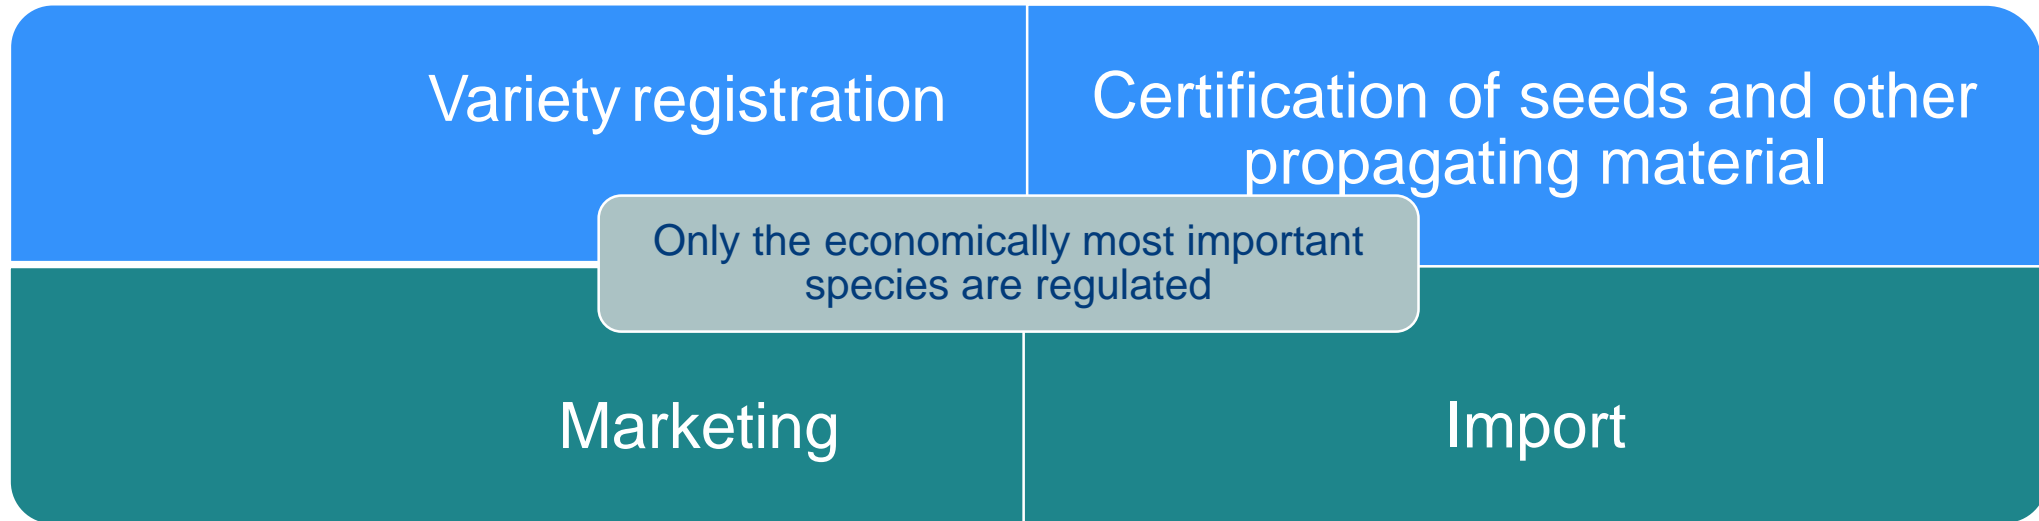 Variety registration
Certification of seeds and other
propagating material
Only the economically most important
species are regulated
Marketing
Import